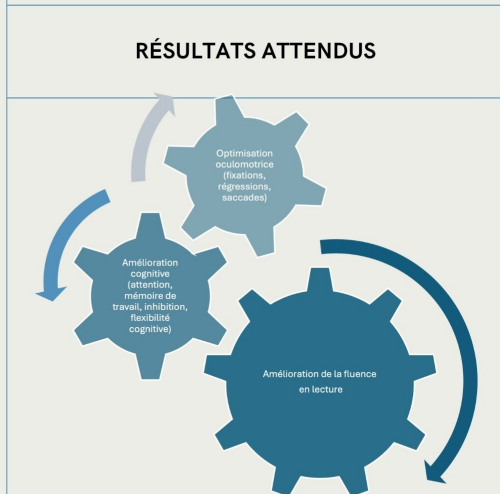 RÉSULTATS ATTENDUS
Optimisation
oculomotrice
(fixations,
régressions,
saccades)
Amélioration
cognitive
(attention,
mémoire de
travail, inhibition,
flexibilité
cognitive)
Amélioration de la fluence
en lecture